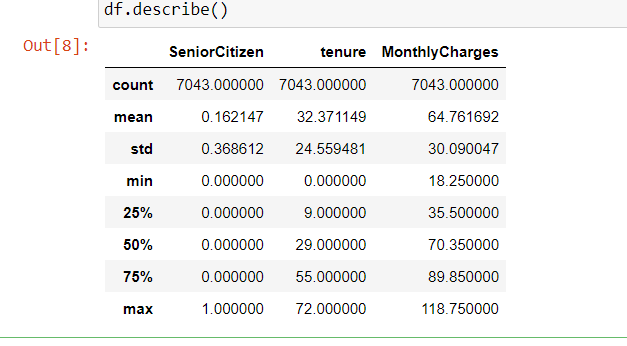 df.describe()
Out[8]:
SeniorCitizen tenure MonthlyCharges
count 7043.000000 7043.000000 7043.000000
mean 0.162147 32.371149 64.761692
std 0.368612 24.559481 30.090047
min 0.000000 0.000000 18.250000
25% 0.000000 9.000000 35.500000
50% 0.000000 29.000000 70.350000
75% 0.000000 55.000000 89.850000
max 1.000000 72.000000 118.750000